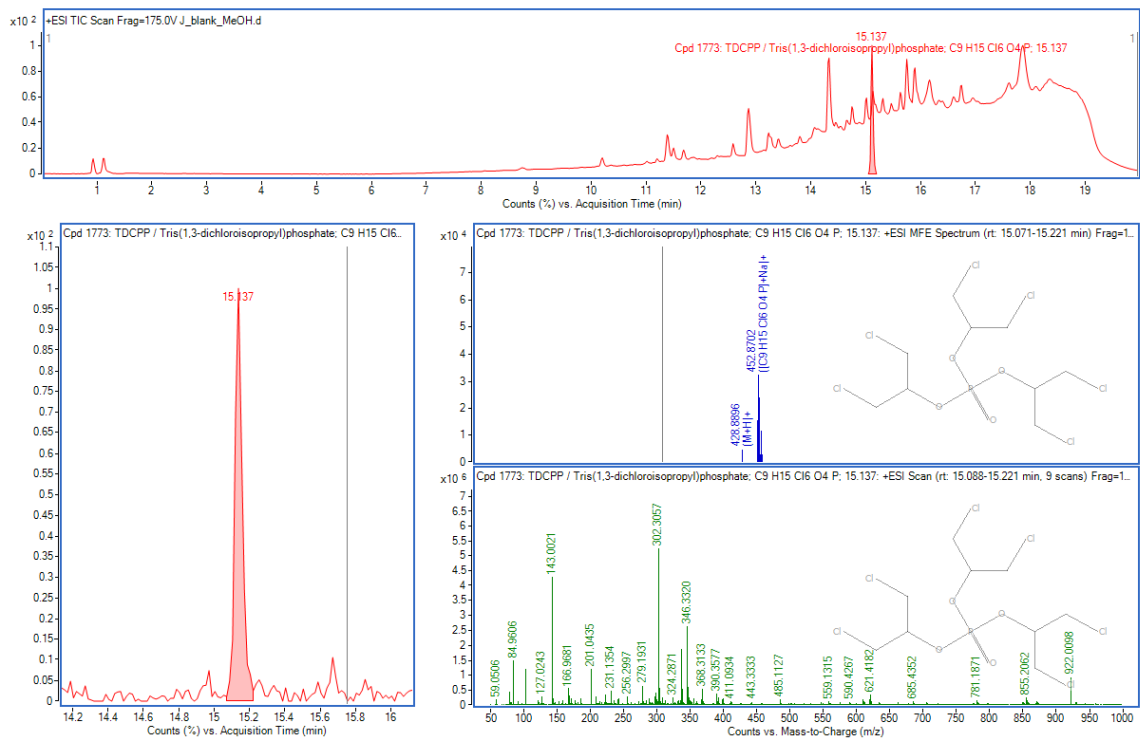 x10 2 +ESI TIC Scan Frag=175.0V J_blank_MeOH.d
1 1
15.137
Cpd 1773: TDCPP / Tris(1,3-dichloroisopropyl)phosphate; C9 H15 Cl6 O4 P; 15.137
1
0.8
0.6
0.4
0.2
0
1 2 3 4 5 6 7 8 9 10 11 12 13 14 15 16 17 18 19
Counts (%) vs. Acquisition Time (min)
x10 2 Cpd 1773: TDCPP / Tris(1,3-dichloroisopropyl)phosphate; C9 H15 Cl6...
1.1
1.05
1
0.95
0.9
0.85
0.8
0.75
0.7
0.65
0.6
0.55
0.5
0.45
0.4
0.35
0.3
0.25
0.2
0.15
0.1
0.05
0
15.137
14.2 14.4 14.6 14.8 15 15.2 15.4 15.6 15.8 16
Counts (%) vs. Acquisition Time (min)
x10 4 Cpd 1773: TDCPP / Tris(1,3-dichloroisopropyl)phosphate; C9 H15 Cl6 O4 P; 15.137: +ESI MFE Spectrum (rt: 15.071-15.221 min) Frag=1...
7
6
5
4
3
2
1
0
428.8896
(M+H)+
452.8702
([C9 H15 Cl6 O4 P]+Na)+
Cl
Cl
Cl
Cl
Cl
Cl
O
O
O
O
P
x10 6 Cpd 1773: TDCPP / Tris(1,3-dichloroisopropyl)phosphate; C9 H15 Cl6 O4 P; 15.137: +ESI Scan (rt: 15.088-15.221 min, 9 scans) Frag=1...
7
6.5
6
5.5
5
4.5
4
3.5
3
2.5
2
1.5
1
0.5
0
59.0506
84.9606
127.0243
143.0021
166.9681
201.0435
231.1354
256.2997
279.1931
302.3057
324.2871
346.3320
368.3133
390.3577
411.0934
443.3333
485.1127
559.1315
590.4267
621.4182
685.4352
781.1871
855.2062
922.0098
Cl
Cl
Cl
Cl
Cl
Cl
O
O
O
O
P
50 100 150 200 250 300 350 400 450 500 550 600 650 700 750 800 850 900 950 1000
Counts vs. Mass-to-Charge (m/z)